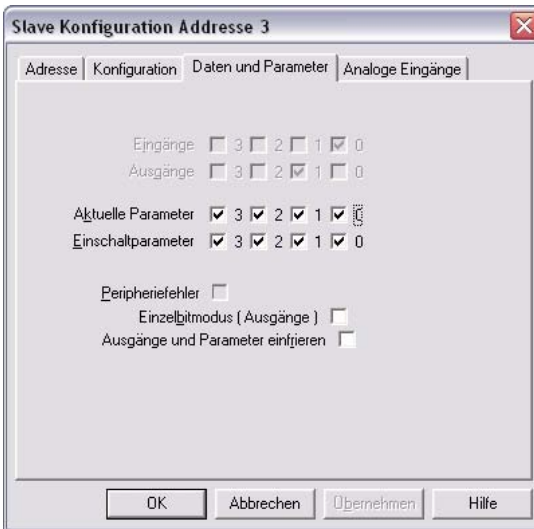 Slave Konfiguration Addresse 3
Adresse Konfiguration Daten und Parameter Analoge Eingänge
Eingänge 3 2 1 0
Ausgänge 3 2 1 0
Aktuelle Parameter 3 2 1 0
Einschaltparameter 3 2 1 0
Peripheriefehler
Einzelbitmodus ( Ausgänge )
Ausgänge und Parameter einfrieren
OK Abbrechen Übernehmen Hilfe